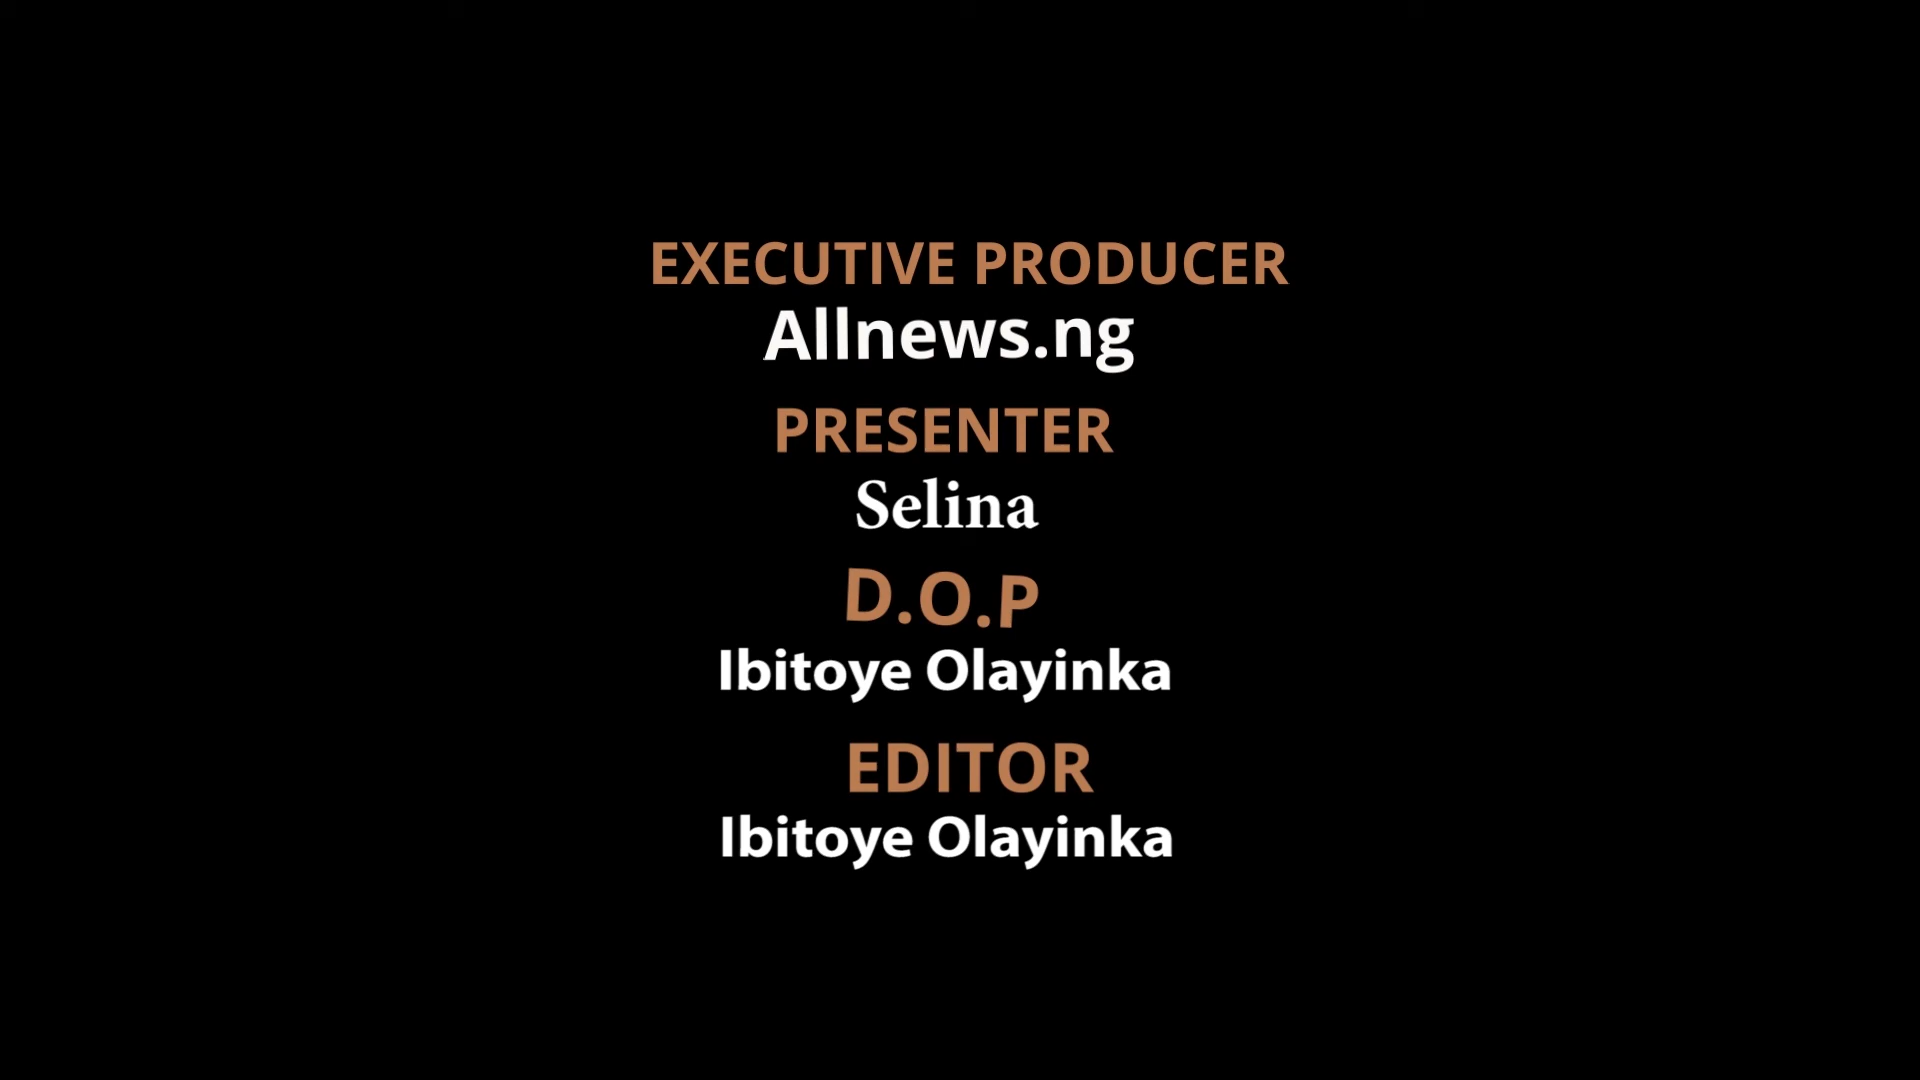 EXECUTIVE PRODUCER
Allnews.ng
PRESENTER
Selina
D.O.P
Ibitoye Olayinka
EDITOR
Ibitoye Olayinka